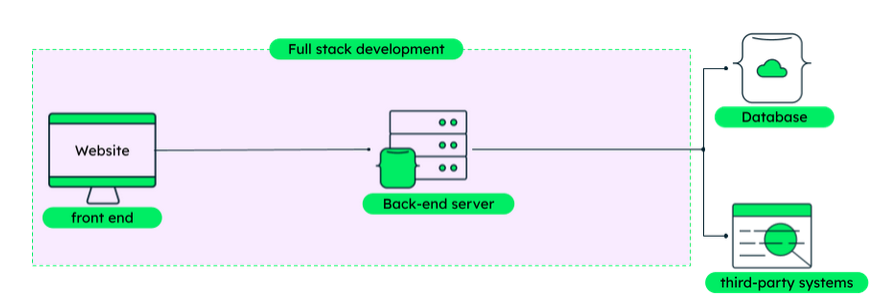 Full stack development
Website
front end
Back-end server
Database
third-party systems